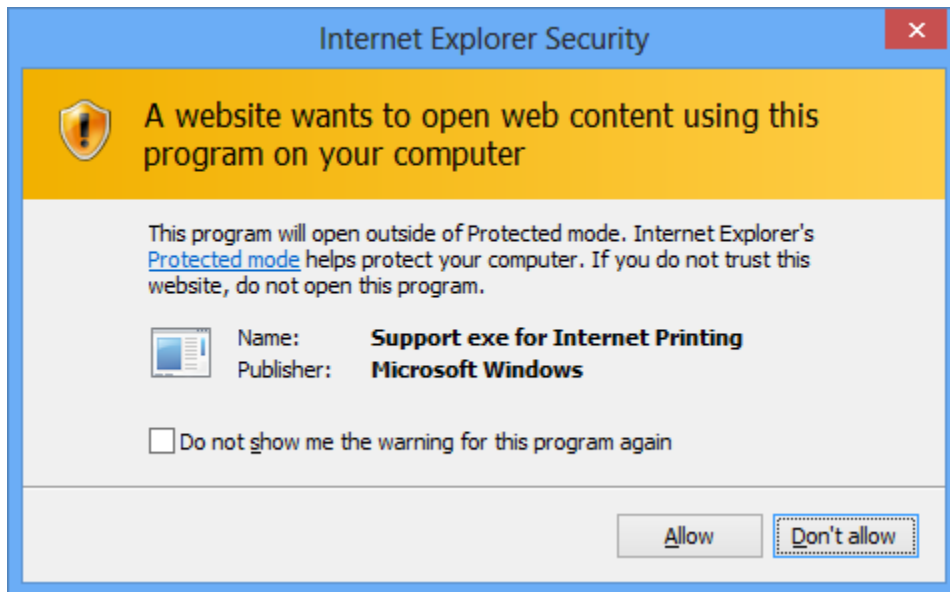 Internet Explorer Security
A website wants to open web content using this
program on your computer
This program will open outside of Protected mode. Internet Explorer's
Protected mode helps protect your computer. If you do not trust this
website, do not open this program.
Name: Support exe for Internet Printing
Publisher: Microsoft Windows
Do not show me the warning for this program again
Allow Don't allow